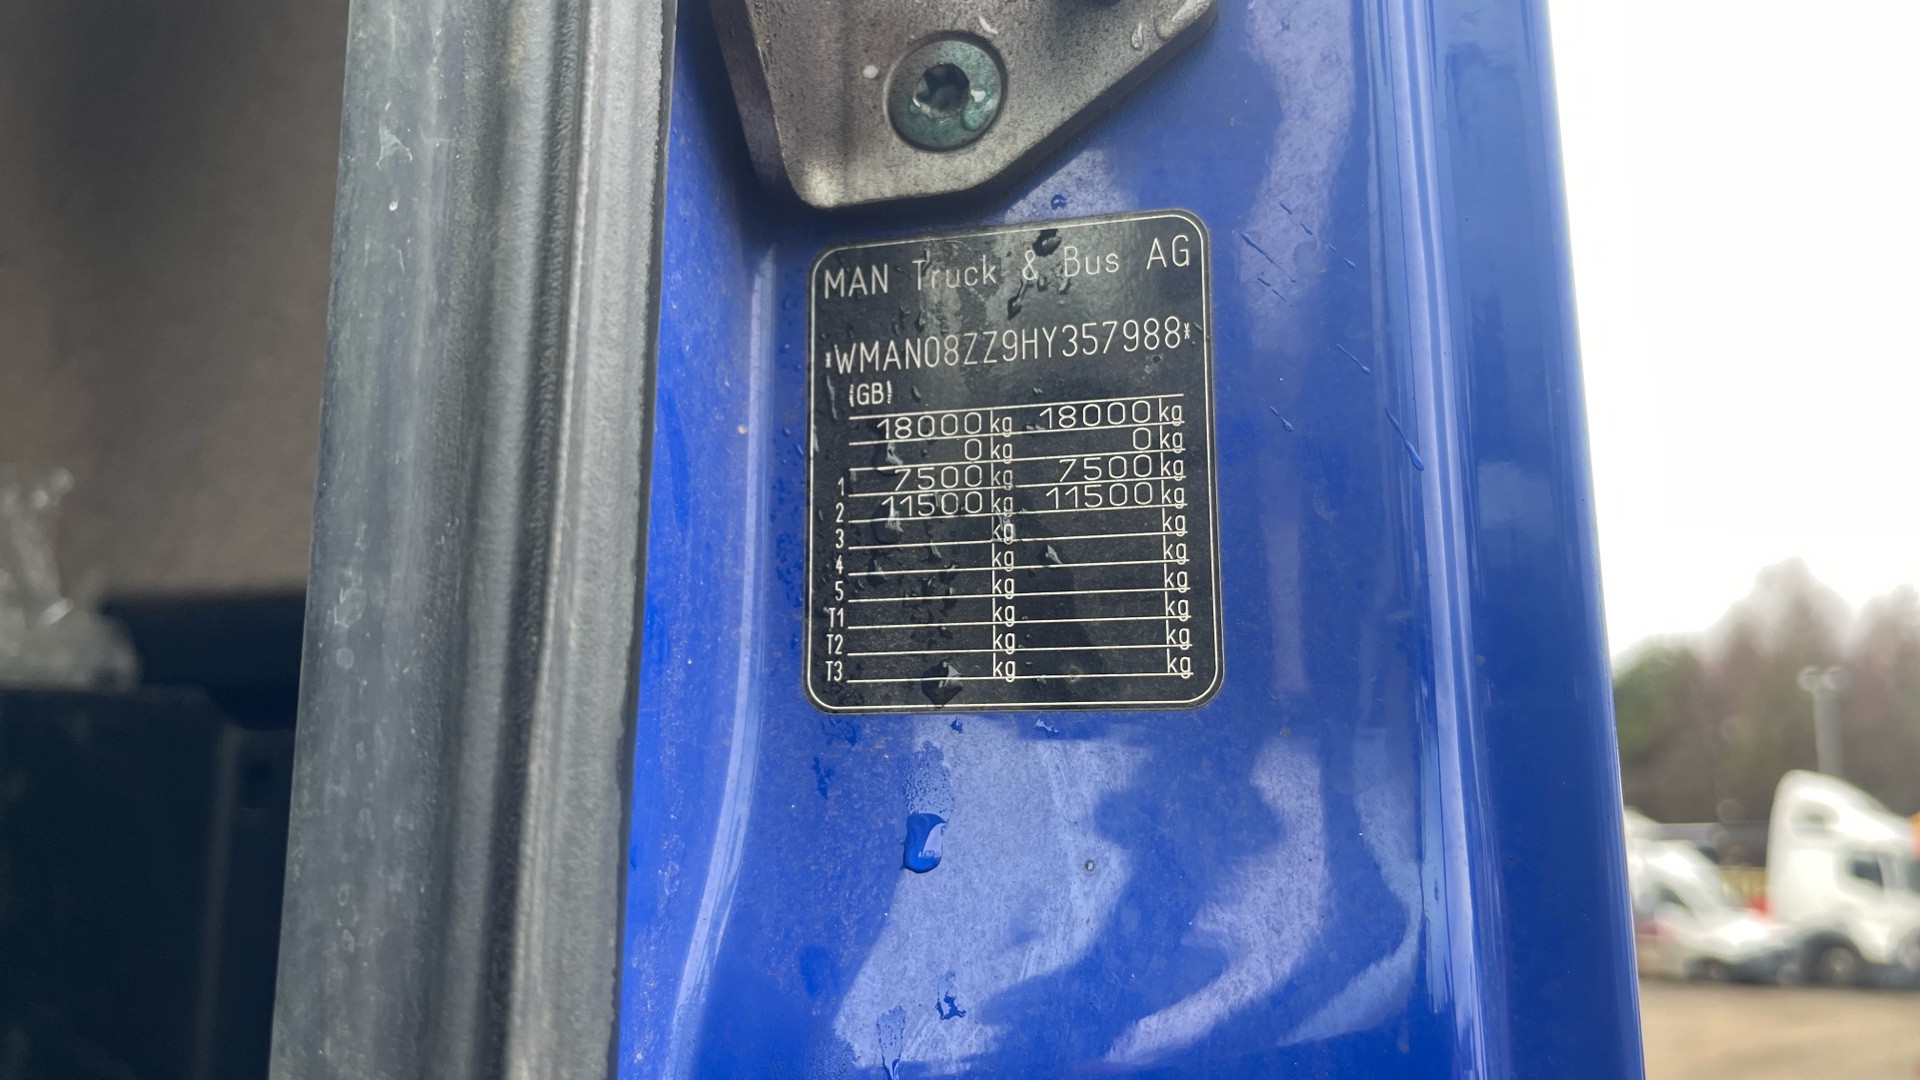 MAN Truck & Bus AG
*WMAN08ZZ9HY357988*
(GB)
18000 kg 18000 kg
0 kg 0 kg
1 7500 kg 7500 kg
2 11500 kg 11500 kg
3 kg kg
4 kg kg
5 kg kg
T1 kg kg
T2 kg kg
T3 kg kg